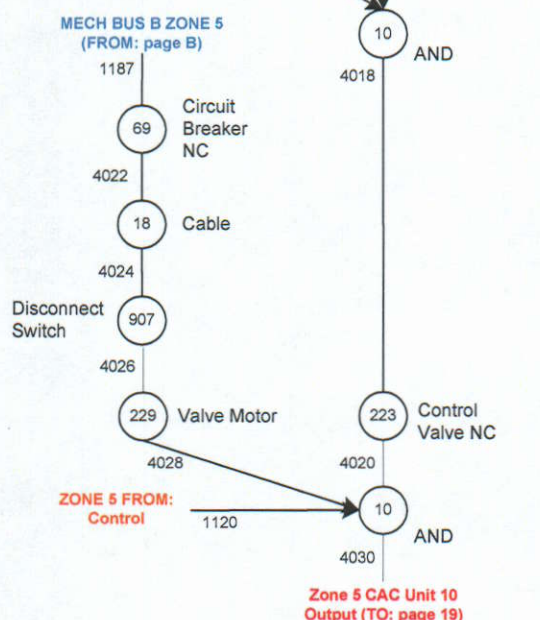 MECH BUS B ZONE 5
(FROM: page B)
1187
69
Circuit
Breaker
NC
4022
18
Cable
4024
Disconnect
Switch
907
4026
229
Valve Motor
4028
ZONE 5 FROM:
Control
1120
10
AND
4018
223
Control
Valve NC
4020
10
AND
4030
Zone 5 CAC Unit 10
Output (TO: page 19)